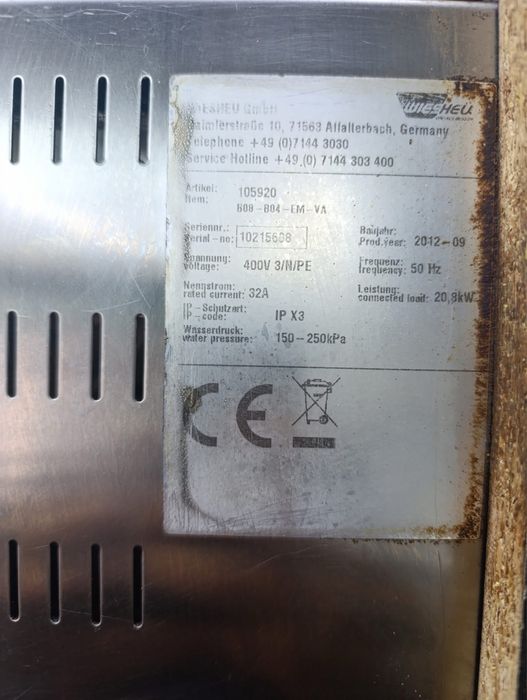 WIESHEU GmbH
WIESHEU
Daimlerstraße 10, 71563 Affalterbach, Germany
Telephone +49 (0)7144 3030
Service Hotline +49 (0) 7144 303 400
Artikel: 105920
Item: B08-B04-EM-VA
Seriennr.: Baujahr:
Serial-no: Prod.year: 2012-09
Spannung: Frequenz:
voltage: 400V 3/N/PE frequency: 50 Hz
Nennstrom: Leistung:
rated current: 32A connected load: 20,8kW
IP-Schutzart:
IP-code: IP X3
Wasserdruck:
water pressure: 150-250kPa
CE